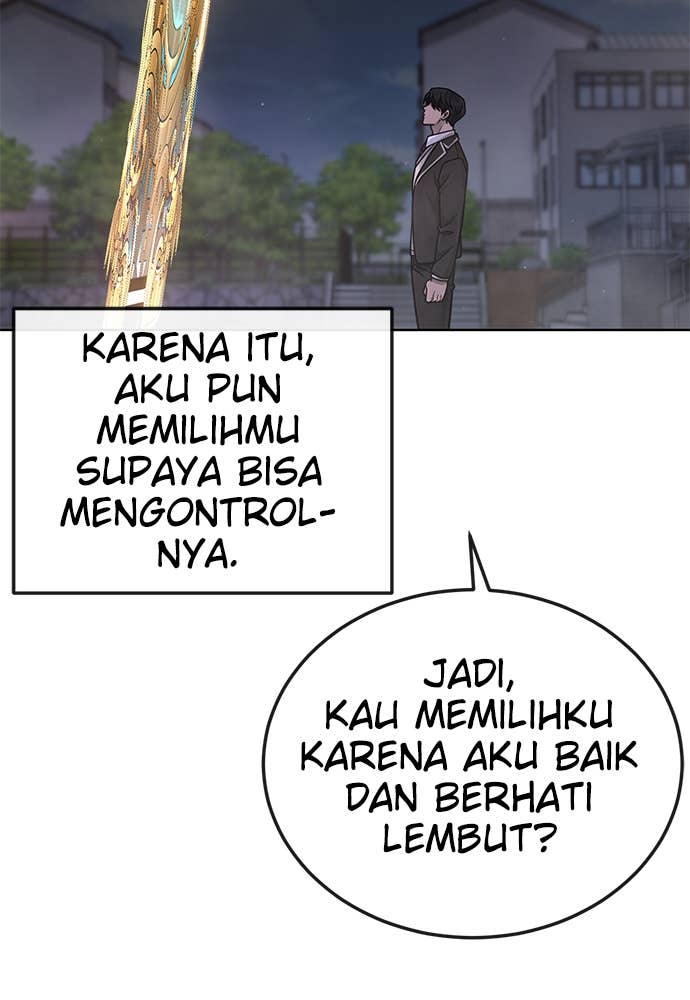 KARENA ITU,
AKU PUN
MEMILIHMU
SUPAYA BISA
MENGONTROL-
NYA.
JADI,
KAU MEMILIHKU
KARENA AKU BAIK
DAN BERHATI
LEMBUT?